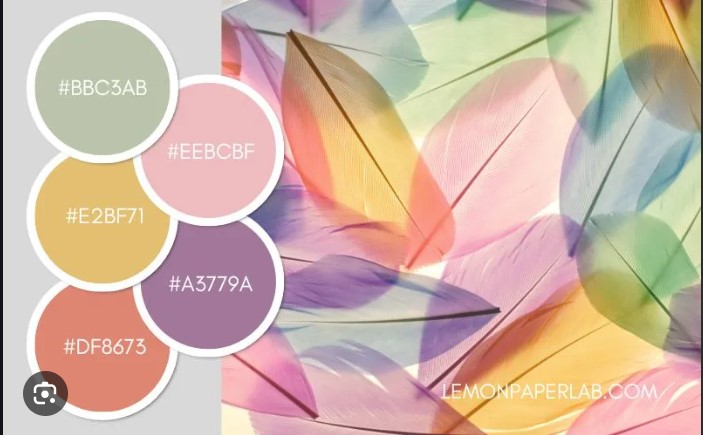 #BBC3AB
#EEBCBF
#E2BF71
#A3779A
#DF8673
LEMONPAPERLAB.COM